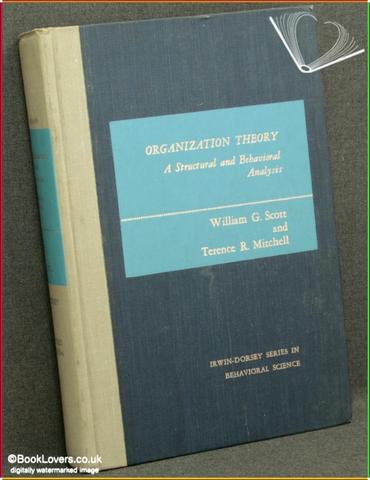 ORGANIZATION THEORY
A Structural and Behavioral
Analysis
William G. Scott
and
Terence R. Mitchell
IRWIN-DORSEY SERIES IN
BEHAVIORAL SCIENCE
©BookLovers.co.uk
digitally watermarked image